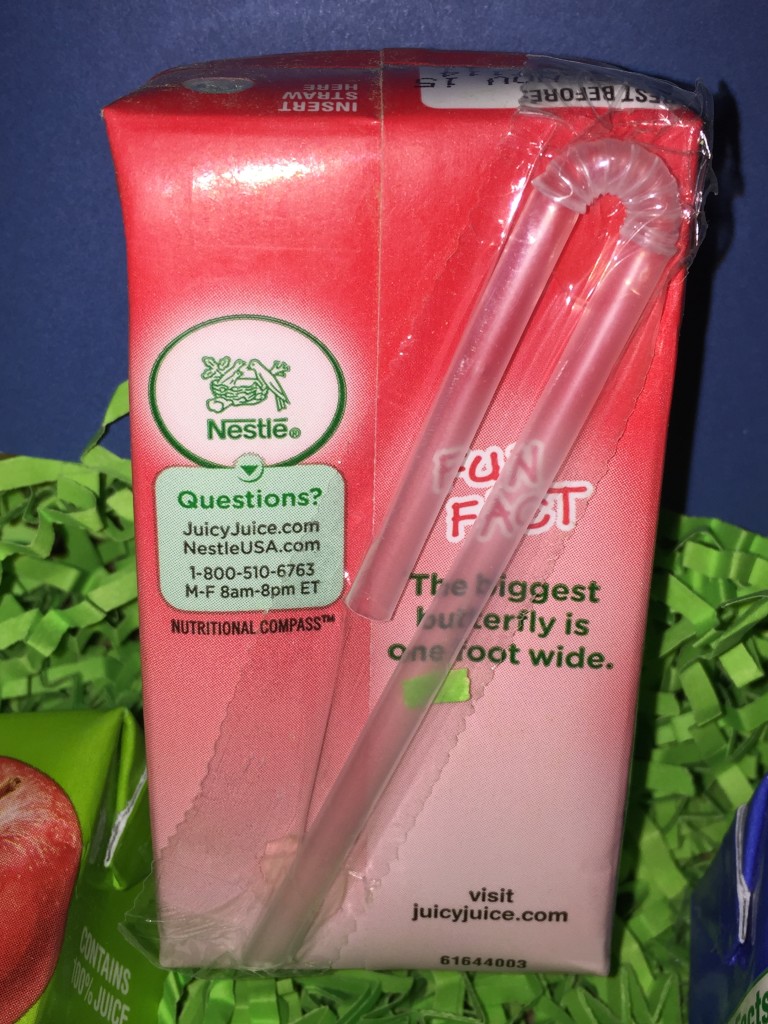 INSERT
STRAW
HERE
BEST BEFORE:
Nestlé®
Questions?
JuicyJuice.com
NestleUSA.com
1-800-510-6763
M-F 8am-8pm ET
NUTRITIONAL COMPASS™
FUN
FACT
The biggest
butterfly is
one foot wide.
visit
juicyjuice.com
61644003
CONTAINS
100% JUICE